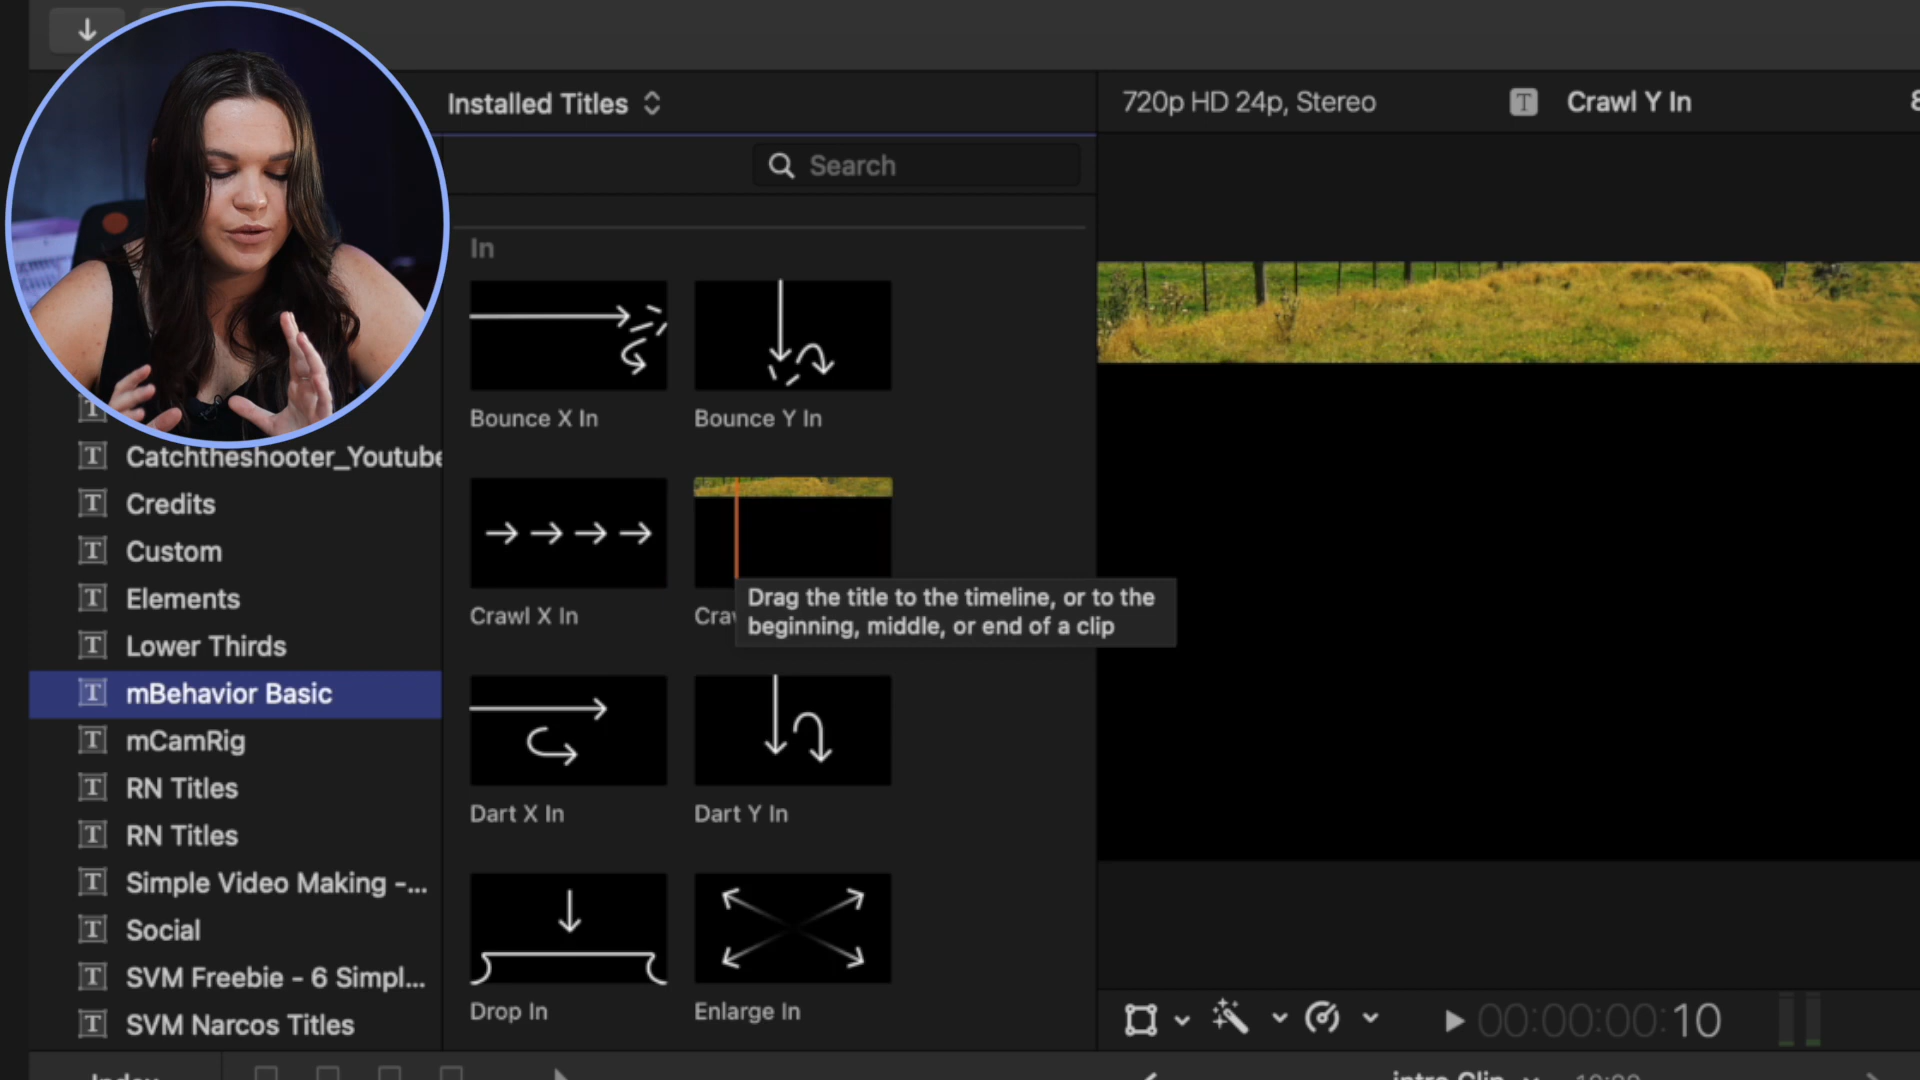 Installed Titles
720p HD 24p, Stereo
T
Crawl Y In
Search
In
Bounce X In
Bounce Y In
Catchtheshooter_Youtube
Credits
Custom
Elements
Lower Thirds
mBehavior Basic
mCamRig
RN Titles
RN Titles
Simple Video Making -...
Social
SVM Freebie - 6 Simpl...
SVM Narcos Titles
Crawl X In
Drag the title to the timeline, or to the
beginning, middle, or end of a clip
Dart X In
Dart Y In
Drop In
Enlarge In
00:00:00:10
Index
intro Clip